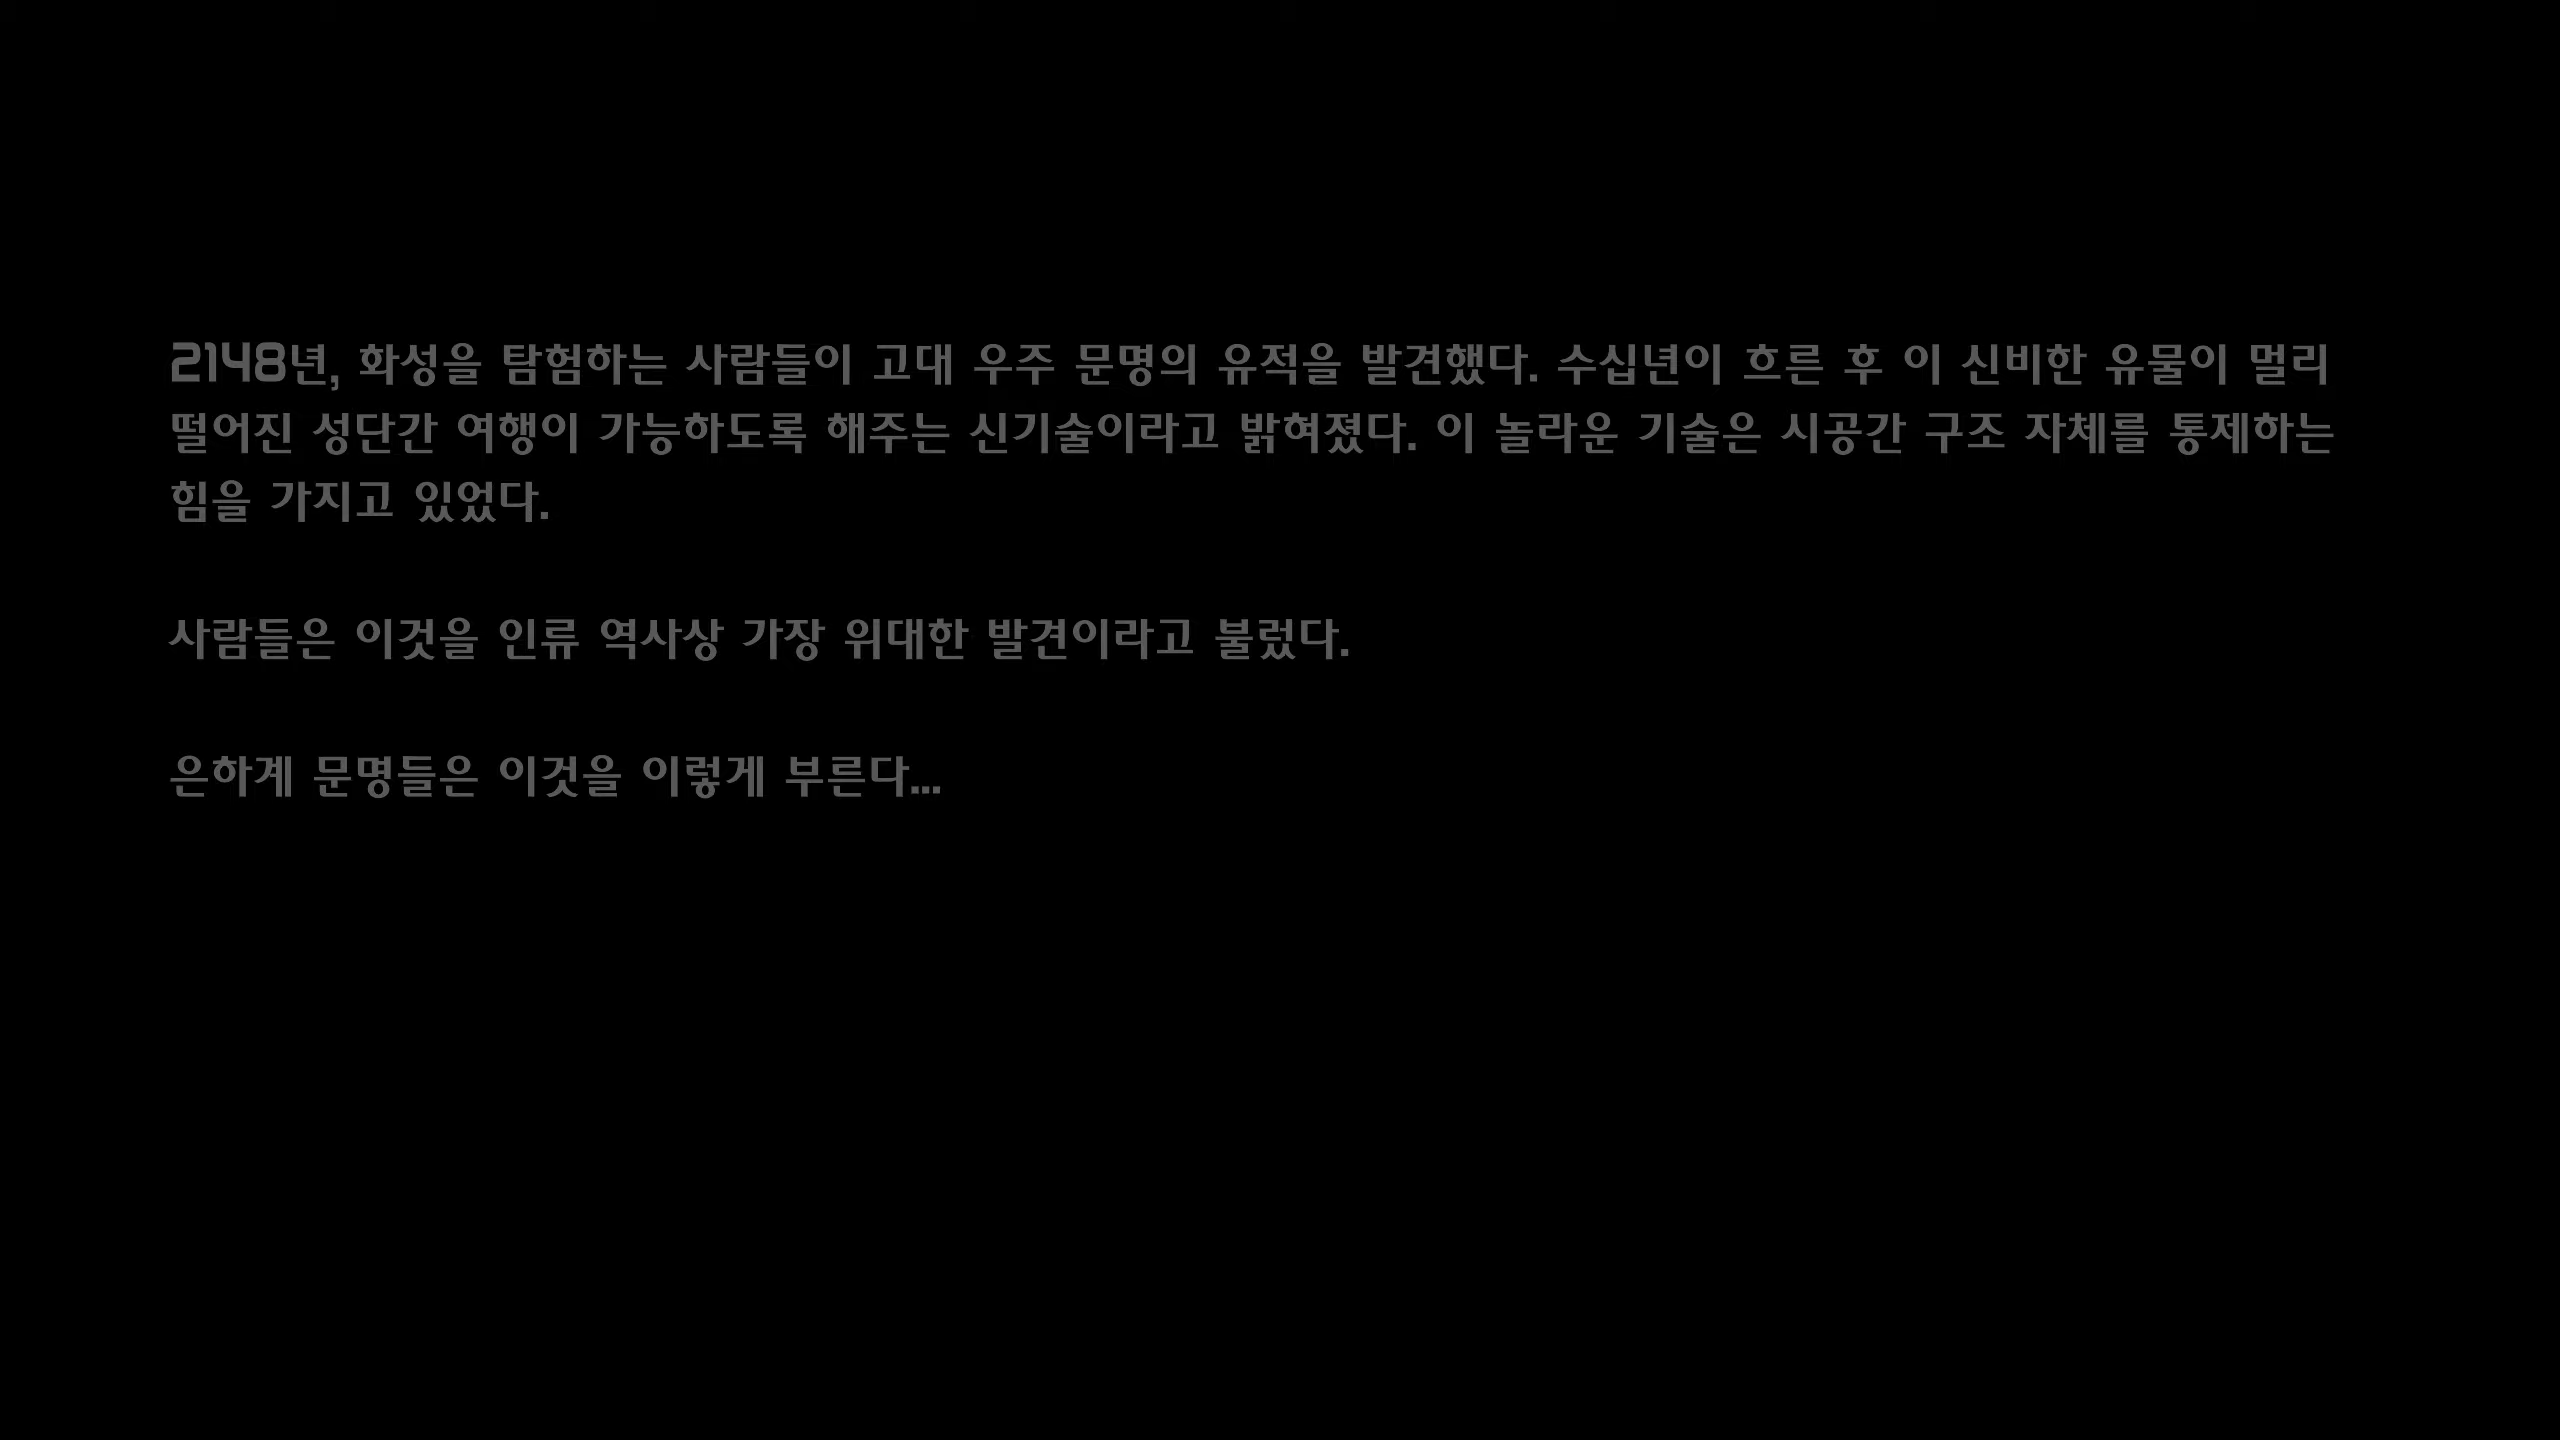 2148년, 화성을 탐험하는 사람들이 고대 우주 문명의 유적을 발견했다. 수십년이 흐른 후 이 신비한 유물이 멀리
떨어진 성단간 여행이 가능하도록 해주는 신기술이라고 밝혀졌다. 이 놀라운 기술은 시공간 구조 자체를 통제하는
힘을 가지고 있었다.
사람들은 이것을 인류 역사상 가장 위대한 발견이라고 불렀다.
은하계 문명들은 이것을 이렇게 부른다...